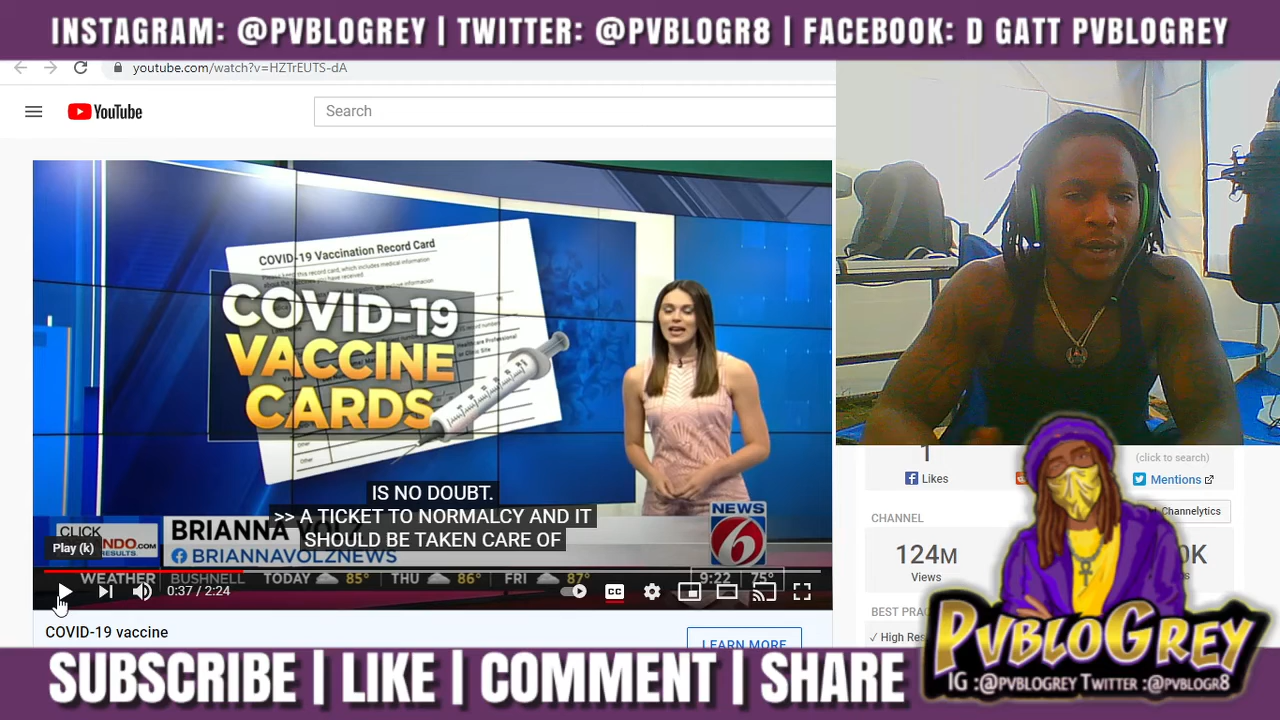 INSTAGRAM: @PVBLOGREY | TWITTER: @PVBLOGR8 | FACEBOOK: D GATT PVBLOGREY
youtube.com/watch?v=HZTrEUTS-dA
YouTube
Search
COVID-19 Vaccination Record Card
COVID-19
VACCINE
CARDS
IS NO DOUBT.
>> A TICKET TO NORMALCY AND IT
SHOULD BE TAKEN CARE OF
CLICK
BRIANNA
BRIANNAVOLZNEWS
NEWS
6
Play (k)
WEATHER BUSHNELL TODAY 85° THU 86° FRI 87° 9:22 75°
0:37 / 2:24
CC
COVID-19 vaccine
LEARN MORE
1
Likes
(click to search)
Mentions
CHANNEL
Channelytics
124M
Views
BEST
High
SUBSCRIBE | LIKE | COMMENT | SHARE
PVBLOGREY
IG :@PVBLOGREY TWITTER :@PVBLOGR8